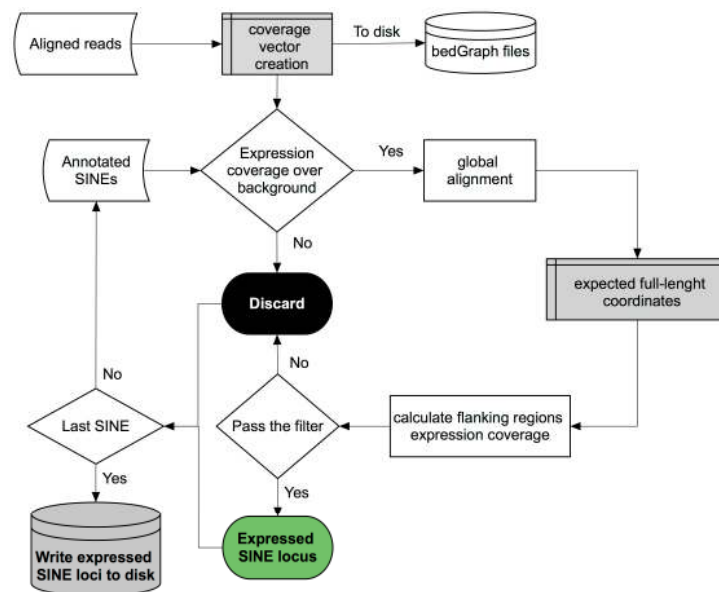 Aligned reads
coverage
vector
creation
To disk
bedGraph files
Annotated
SINEs
Expression
coverage over
background
Yes
global
alignment
No
expected full-lenght
coordinates
Discard
No
No
Last SINE
Pass the filter
calculate flanking regions
expression coverage
Yes
Yes
Write expressed
SINE loci to disk
Expressed
SINE locus